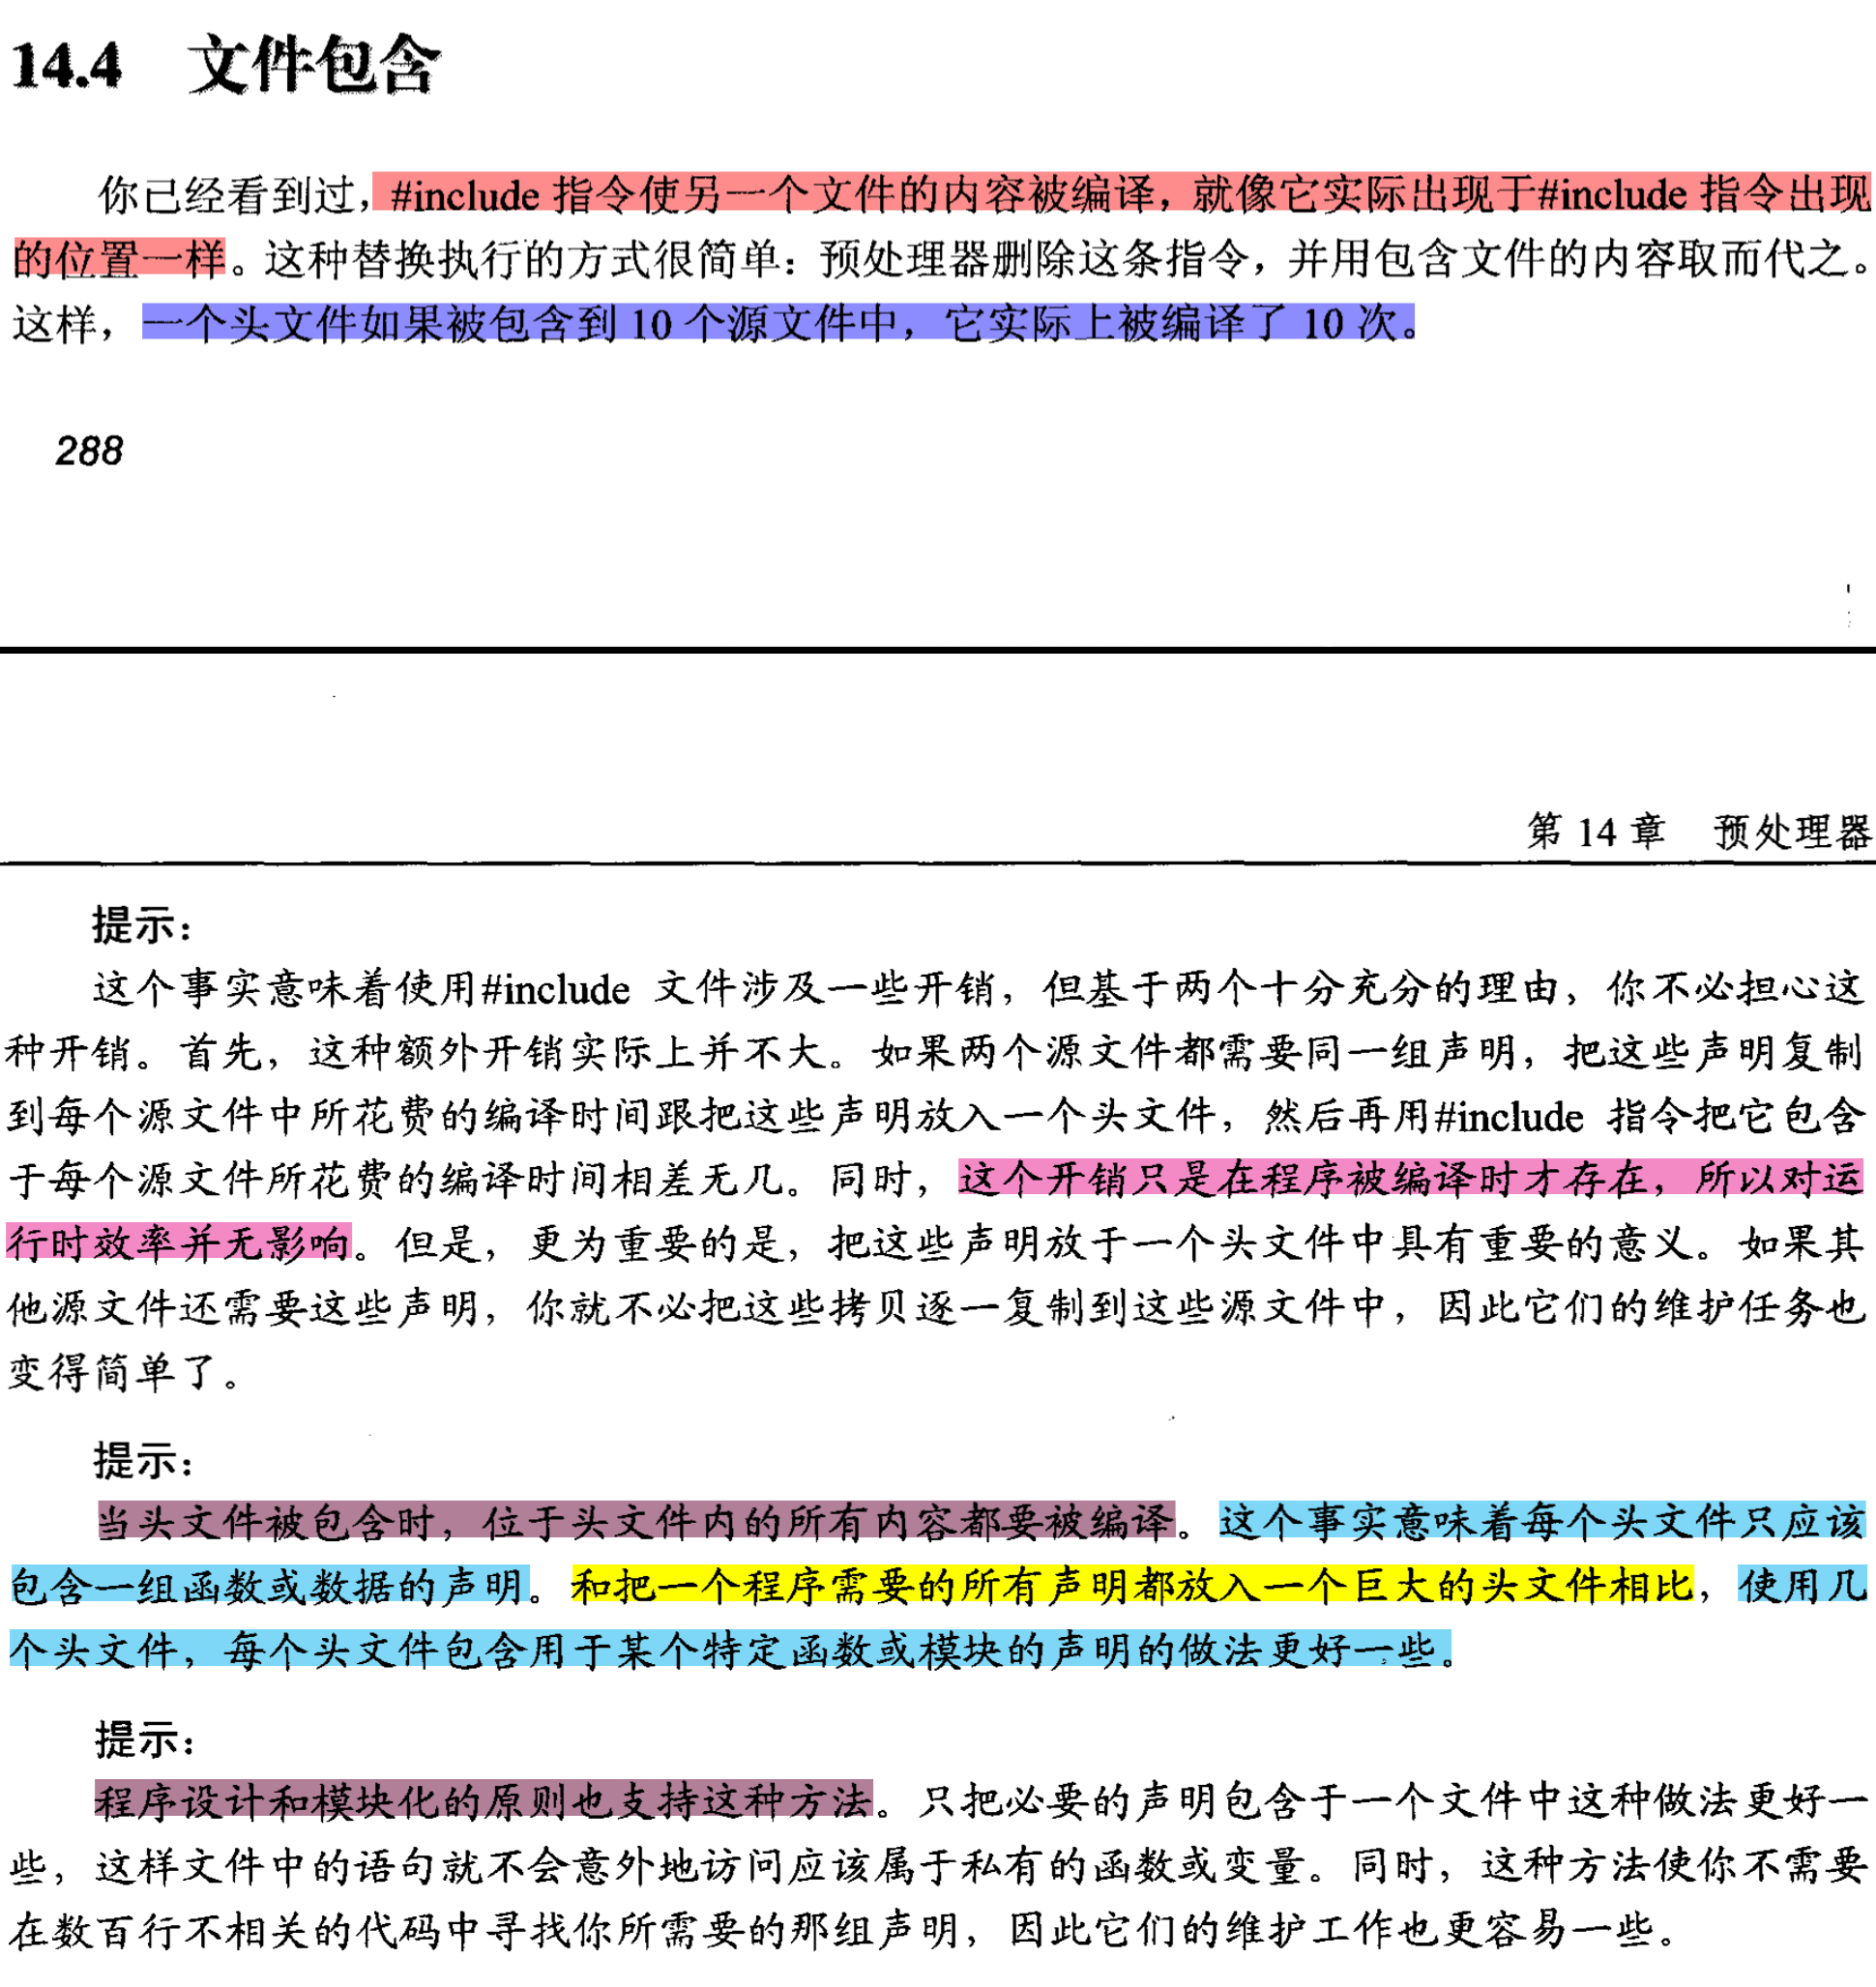 14.4 文件包含
你已经看到过，#include 指令使另一个文件的内容被编译，就像它实际出现于#include 指令出现
的位置一样。这种替换执行的方式很简单：预处理器删除这条指令，并用包含文件的内容取而代之。
这样，一个头文件如果被包含到 10 个源文件中，它实际上被编译了 10 次。
288
第 14 章 预处理器
提示：
这个事实意味着使用#include 文件涉及一些开销，但基于两个十分充分的理由，你不必担心这
种开销。首先，这种额外开销实际上并不大。如果两个源文件都需要同一组声明，把这些声明复制
到每个源文件中所花费的编译时间跟把这些声明放入一个头文件，然后再用#include 指令把它包含
于每个源文件所花费的编译时间相差无几。同时，这个开销只是在程序被编译时才存在，所以对运
行时效率并无影响。但是，更为重要的是，把这些声明放于一个头文件中具有重要的意义。如果其
他源文件还需要这些声明，你就不必把这些拷贝逐一复制到这些源文件中，因此它们的维护任务也
变得简单了。
提示：
当头文件被包含时，位于头文件内的所有内容都要被编译。这个事实意味着每个头文件只应该
包含一组函数或数据的声明。和把一个程序需要的所有声明都放入一个巨大的头文件相比，使用几
个头文件，每个头文件包含用于某个特定函数或模块的声明的做法更好一些。
提示：
程序设计和模块化的原则也支持这种方法。只把必要的声明包含于一个文件中这种做法更好一
些，这样文件中的语句就不会意外地访问应该属于私有的函数或变量。同时，这种方法使你不需要
在数百行不相关的代码中寻找你所需要的那组声明，因此它们的维护工作也更容易一些。